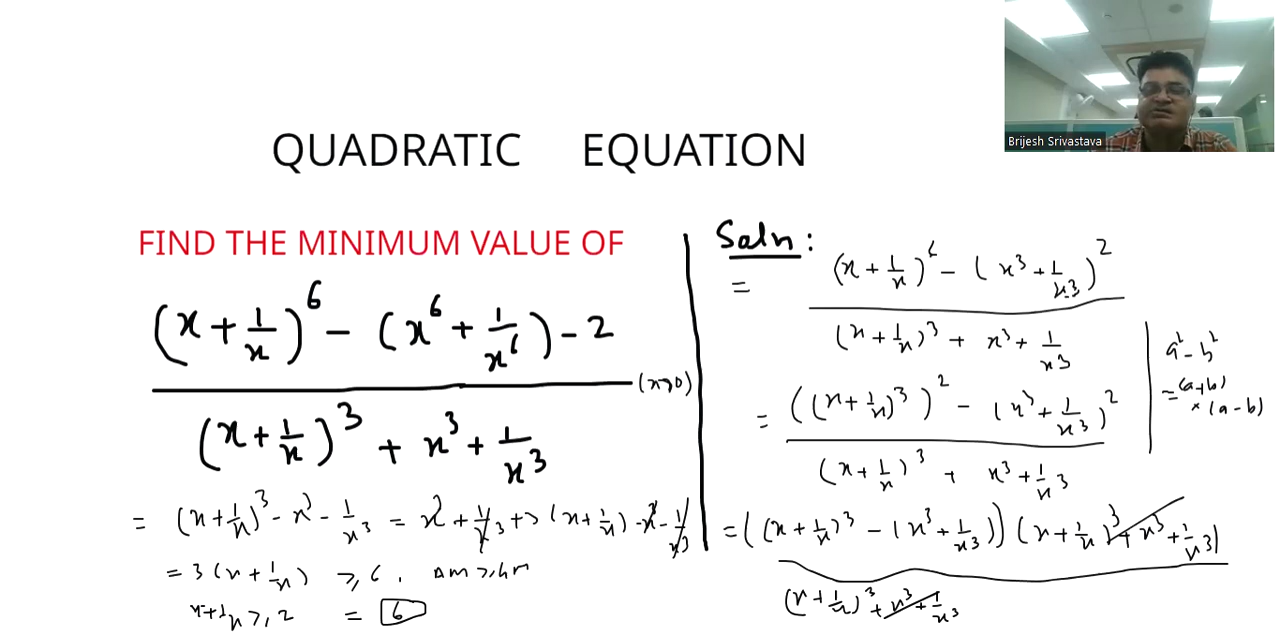 Brijesh Srivastava
QUADRATIC EQUATION
FIND THE MINIMUM VALUE OF
(x + 1/x)^6 - (x^6 + 1/x^6) - 2
(x>0)
(x + 1/x)^3 + x^3 + 1/x^3
= (x + 1/x)^3 - x^3 - 1/x^3 = x^3 + 1/x^3 + 3(x + 1/x) - x^3 - 1/x^3
= 3(x + 1/x) ≥ 6.
x + 1/x ≥ 2 = 6
Soln :
= (x + 1/x)^6 - (x^3 + 1/x^3)^2
(x + 1/x)^3 + x^3 + 1/x^3
= ((x + 1/x)^3)^2 - (x^3 + 1/x^3)^2
(x + 1/x)^3 + x^3 + 1/x^3
a^2 - b^2
= (a+b)
× (a-b)
= ((x + 1/x)^3 - (x^3 + 1/x^3)) (x + 1/x)^3 + x^3 + 1/x^3)
(x + 1/x)^3 + x^3 + 1/x^3